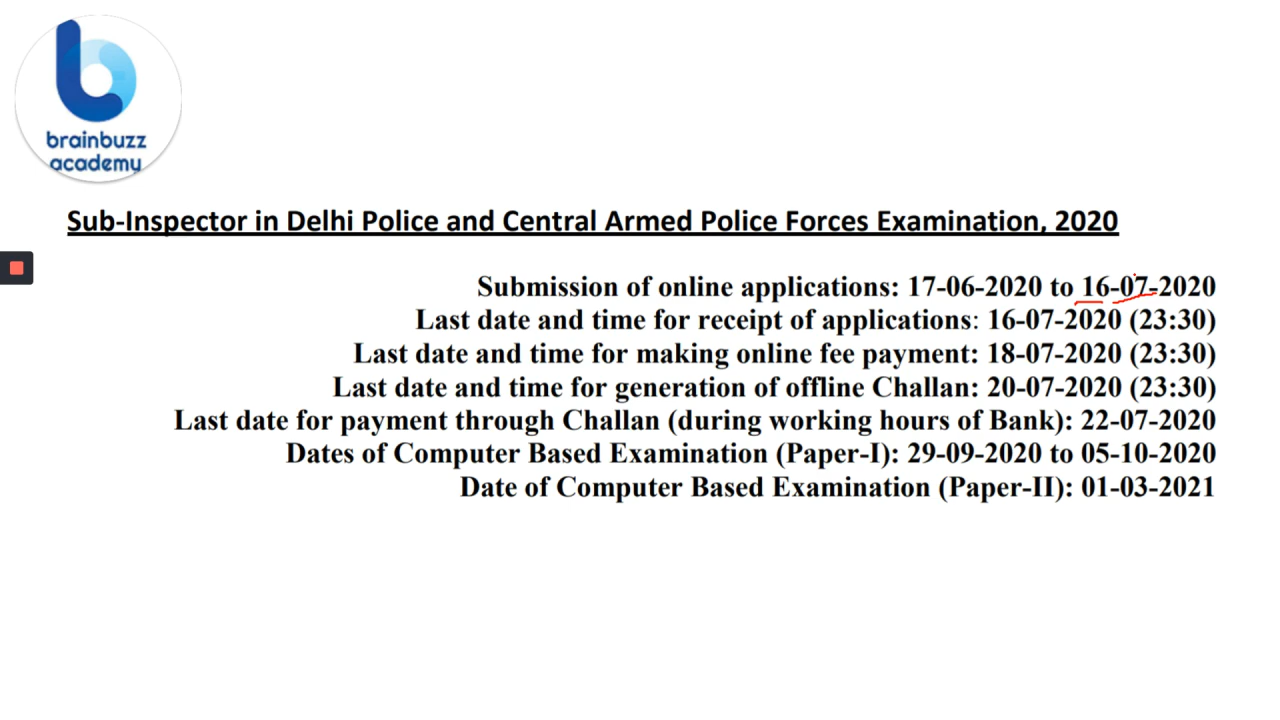 brainbuzz
academy
Sub-Inspector in Delhi Police and Central Armed Police Forces Examination, 2020
Submission of online applications: 17-06-2020 to 16-07-2020
Last date and time for receipt of applications: 16-07-2020 (23:30)
Last date and time for making online fee payment: 18-07-2020 (23:30)
Last date and time for generation of offline Challan: 20-07-2020 (23:30)
Last date for payment through Challan (during working hours of Bank): 22-07-2020
Dates of Computer Based Examination (Paper-I): 29-09-2020 to 05-10-2020
Date of Computer Based Examination (Paper-II): 01-03-2021